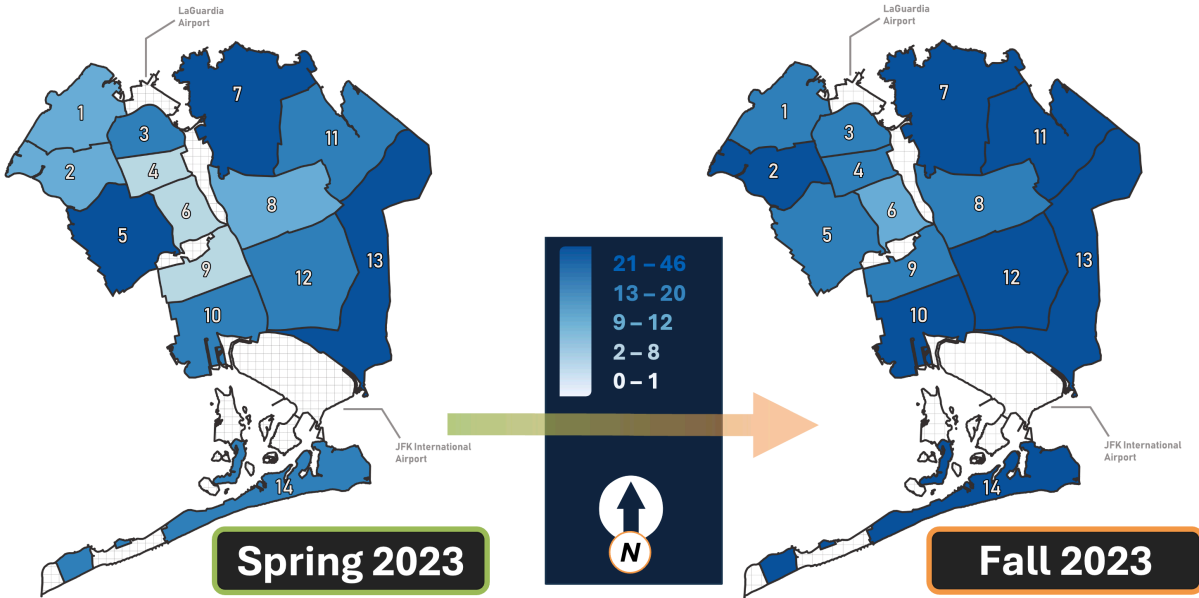 LaGuardia
Airport
1
2
3
4
5
6
7
8
9
10
11
12
13
14
JFK International
Airport
Spring 2023
21 – 46
13 – 20
9 – 12
2 – 8
0 – 1
N
LaGuardia
Airport
1
2
3
4
5
6
7
8
9
10
11
12
13
14
JFK International
Airport
Fall 2023